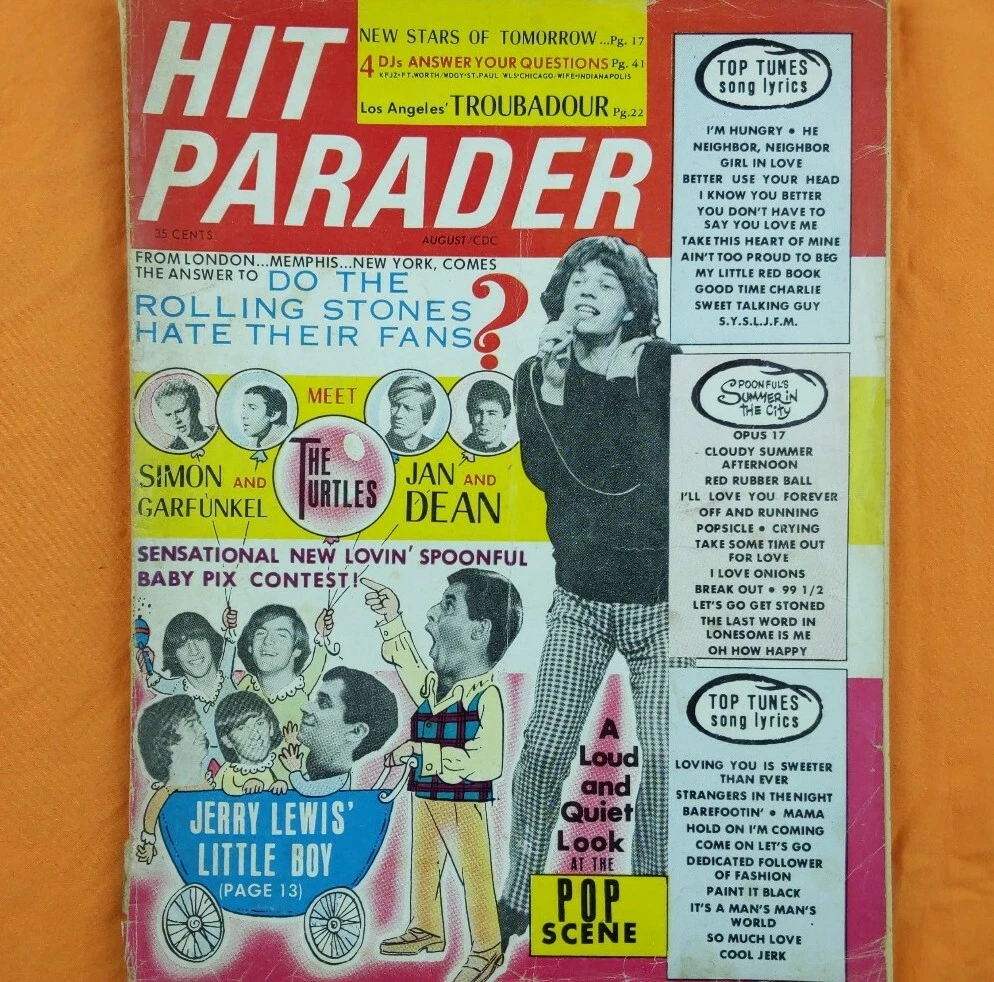 HIT
PARADER
NEW STARS OF TOMORROW...Pg. 17
4 DJs ANSWER YOUR QUESTIONS Pg. 41
KFJZ•FT.WORTH/WDGY•ST.PAUL WLS•CHICAGO/WIFE•INDIANAPOLIS
Los Angeles' TROUBADOUR Pg.22
35 CENTS
AUGUST/CDC
FROM LONDON...MEMPHIS...NEW YORK, COMES
THE ANSWER TO DO THE
ROLLING STONES
HATE THEIR FANS?
MEET
SIMON AND
GARFUNKEL
THE
TURTLES
JAN AND
DEAN
SENSATIONAL NEW LOVIN' SPOONFUL
BABY PIX CONTEST!
JERRY LEWIS'
LITTLE BOY
(PAGE 13)
A
Loud
and
Quiet
Look
AT THE
POP
SCENE
TOP TUNES
song lyrics
I'M HUNGRY • HE
NEIGHBOR, NEIGHBOR
GIRL IN LOVE
BETTER USE YOUR HEAD
I KNOW YOU BETTER
YOU DON'T HAVE TO
SAY YOU LOVE ME
TAKE THIS HEART OF MINE
AIN'T TOO PROUD TO BEG
MY LITTLE RED BOOK
GOOD TIME CHARLIE
SWEET TALKING GUY
S.Y.S.L.J.F.M.
SPOONFUL'S
SUMMER IN
THE CITY
OPUS 17
CLOUDY SUMMER
AFTERNOON
RED RUBBER BALL
I'LL LOVE YOU FOREVER
OFF AND RUNNING
POPSICLE • CRYING
TAKE SOME TIME OUT
FOR LOVE
I LOVE ONIONS
BREAK OUT • 99 1/2
LET'S GO GET STONED
THE LAST WORD IN
LONESOME IS ME
OH HOW HAPPY
TOP TUNES
song lyrics
LOVING YOU IS SWEETER
THAN EVER
STRANGERS IN THE NIGHT
BAREFOOTIN' • MAMA
HOLD ON I'M COMING
COME ON LET'S GO
DEDICATED FOLLOWER
OF FASHION
PAINT IT BLACK
IT'S A MAN'S MAN'S
WORLD
SO MUCH LOVE
COOL JERK